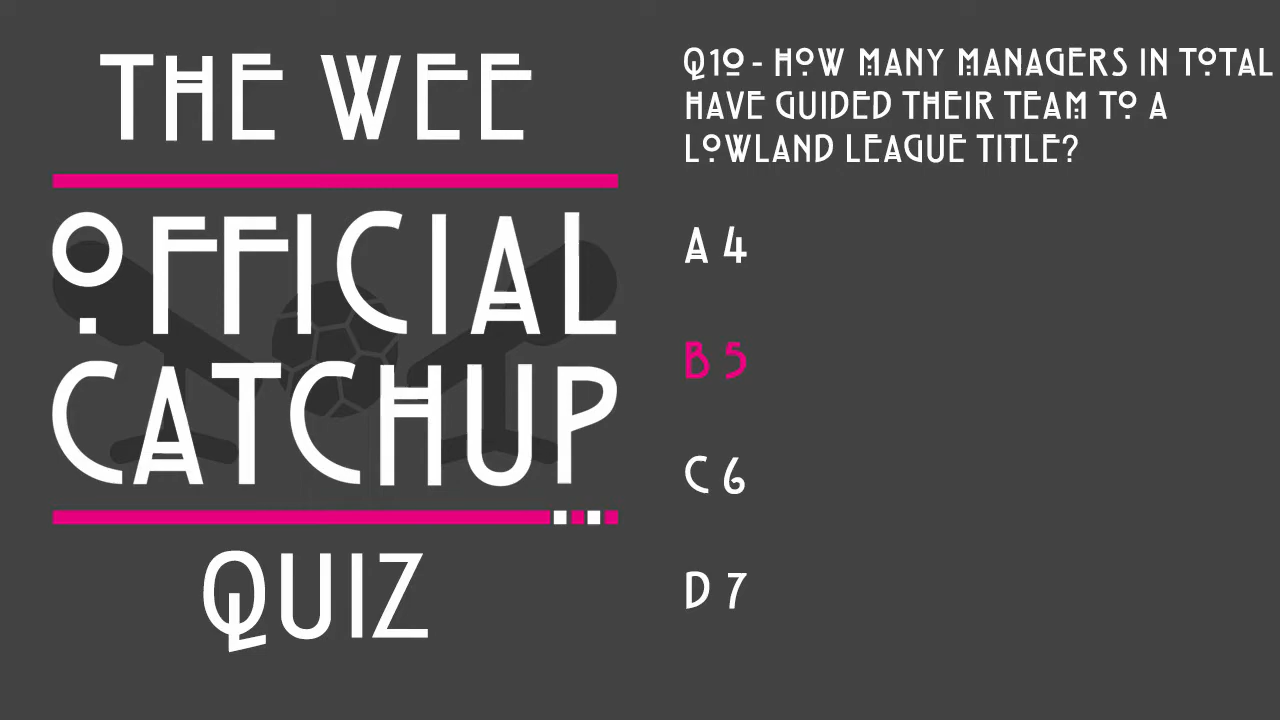 THE WEE
OFFICIAL
CATCHUP
QUIZ
Q10 - HOW MANY MANAGERS IN TOTAL
HAVE GUIDED THEIR TEAM TO A
LOWLAND LEAGUE TITLE?
A 4
B 5
C 6
D 7